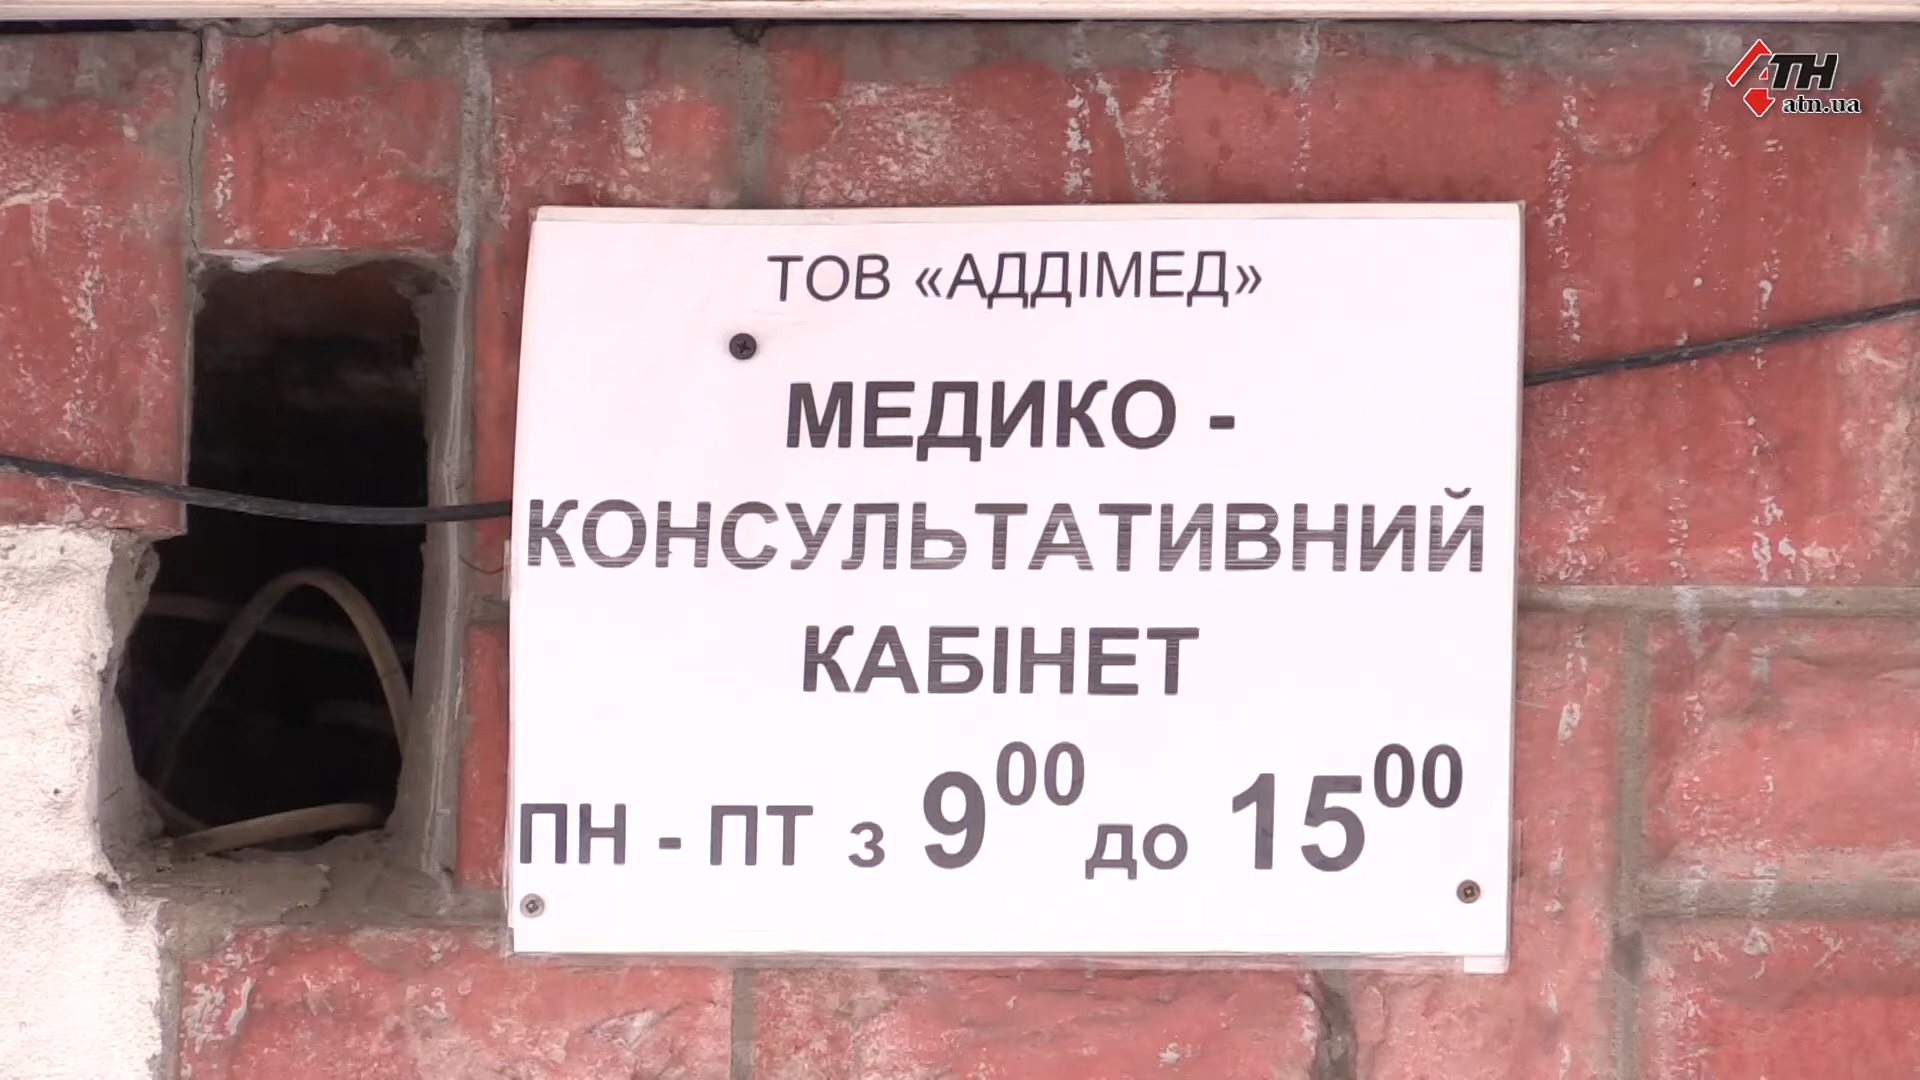 АТН
atn.ua
ТОВ «АДДІМЕД»
МЕДИКО -
КОНСУЛЬТАТИВНИЙ
КАБІНЕТ
ПН - ПТ з 9⁰⁰ до 15⁰⁰